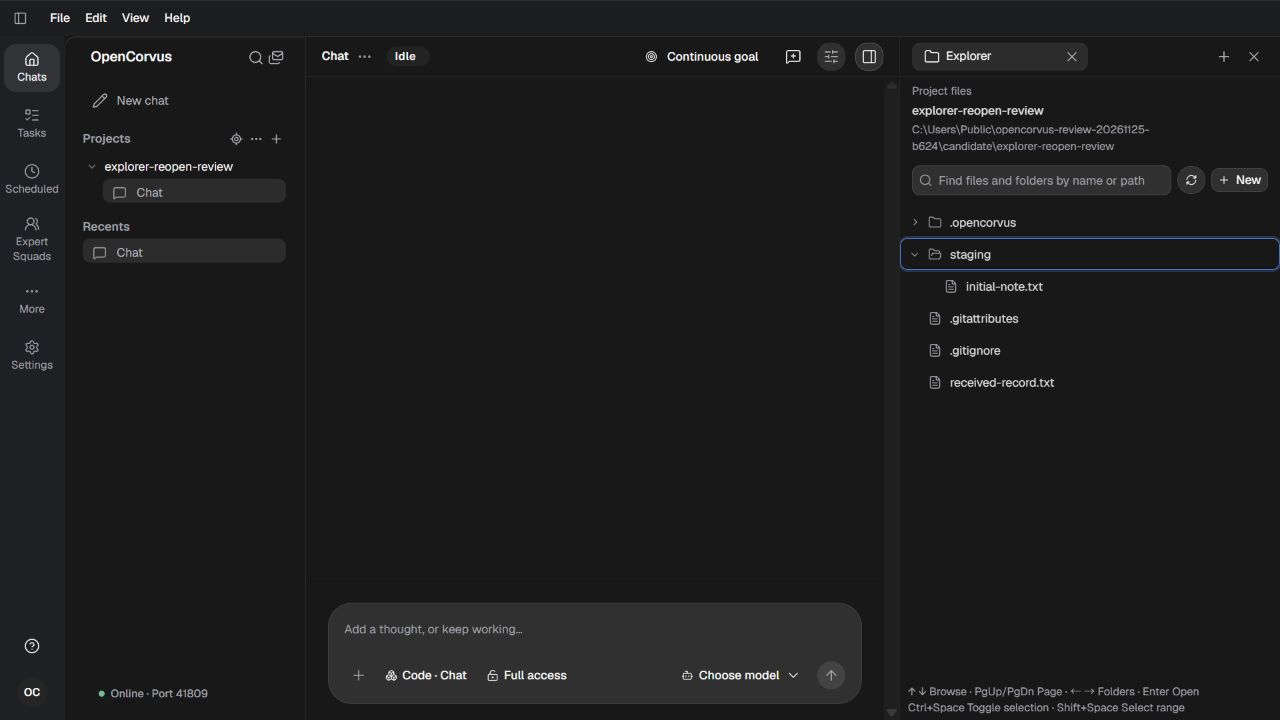 File Edit View Help
Chats
Tasks
Scheduled
Expert
Squads
More
Settings
OC
OpenCorvus
New chat
Projects
explorer-reopen-review
Chat
Recents
Chat
Online · Port 41809
Chat ··· Idle
Continuous goal
Add a thought, or keep working...
Code · Chat
Full access
Choose model
Explorer
Project files
explorer-reopen-review
C:\Users\Public\opencorvus-review-20261125-
b624\candidate\explorer-reopen-review
Find files and folders by name or path
New
.opencorvus
staging
initial-note.txt
.gitattributes
.gitignore
received-record.txt
↑↓ Browse · PgUp/PgDn Page · ←→ Folders · Enter Open
Ctrl+Space Toggle selection · Shift+Space Select range